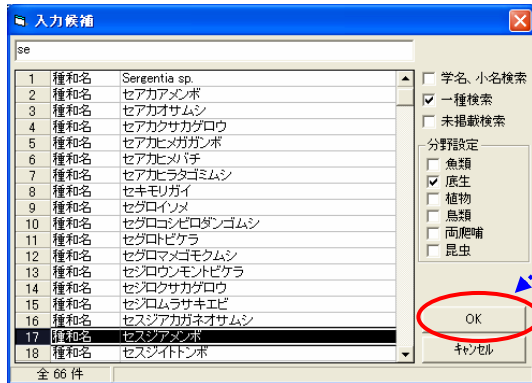 入力候補
se
1 種和名 Sergentia sp.
2 種和名 セアカアメンボ
3 種和名 セアカオサムシ
4 種和名 セアカクサカゲロウ
5 種和名 セアカヒメガガンボ
6 種和名 セアカヒメバチ
7 種和名 セアカヒラタゴミムシ
8 種和名 セキモリガイ
9 種和名 セグロイソメ
10 種和名 セグロコシビロダンゴムシ
11 種和名 セグロトビケラ
12 種和名 セグロマメゴモクムシ
13 種和名 セジロウンモントビケラ
14 種和名 セジロクサカゲロウ
15 種和名 セジロムラサキエビ
16 種和名 セスジアカガネオサムシ
17 種和名 セスジアメンボ
18 種和名 セスジイトトンボ
全 66 件
学名、小名検索
一種検索
未掲載検索
分野設定
魚類
底生
植物
鳥類
両爬哺
昆虫
OK
キャンセル